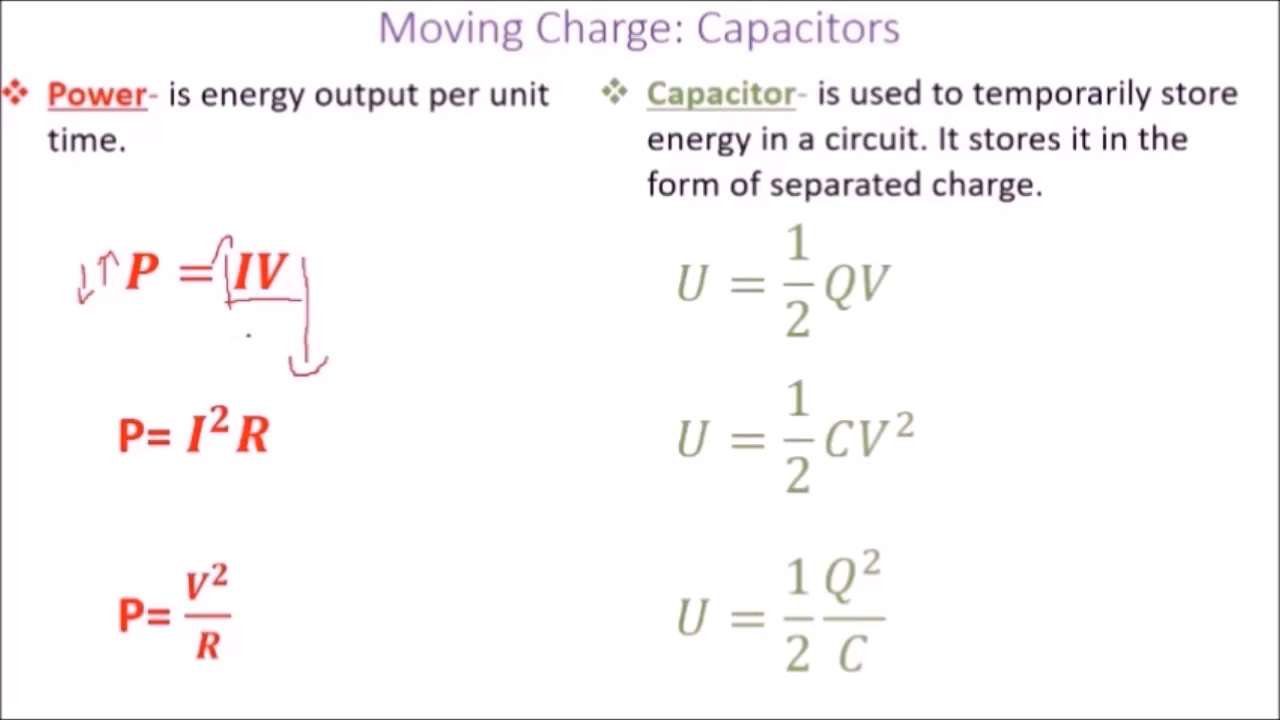 Moving Charge: Capacitors
❖ Power- is energy output per unit
time.
P = IV
P= I²R
P= V²/R
❖ Capacitor- is used to temporarily store
energy in a circuit. It stores it in the
form of separated charge.
U = 1/2 QV
U = 1/2 CV²
U = 1/2 Q²/C